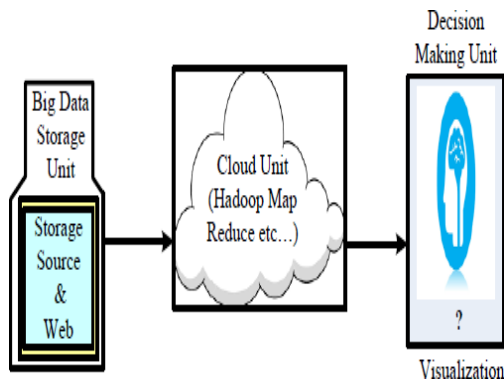 Big Data
Storage
Unit
Storage
Source
&
Web
Cloud Unit
(Hadoop Map
Reduce etc...)
Decision
Making Unit
?
Visualization